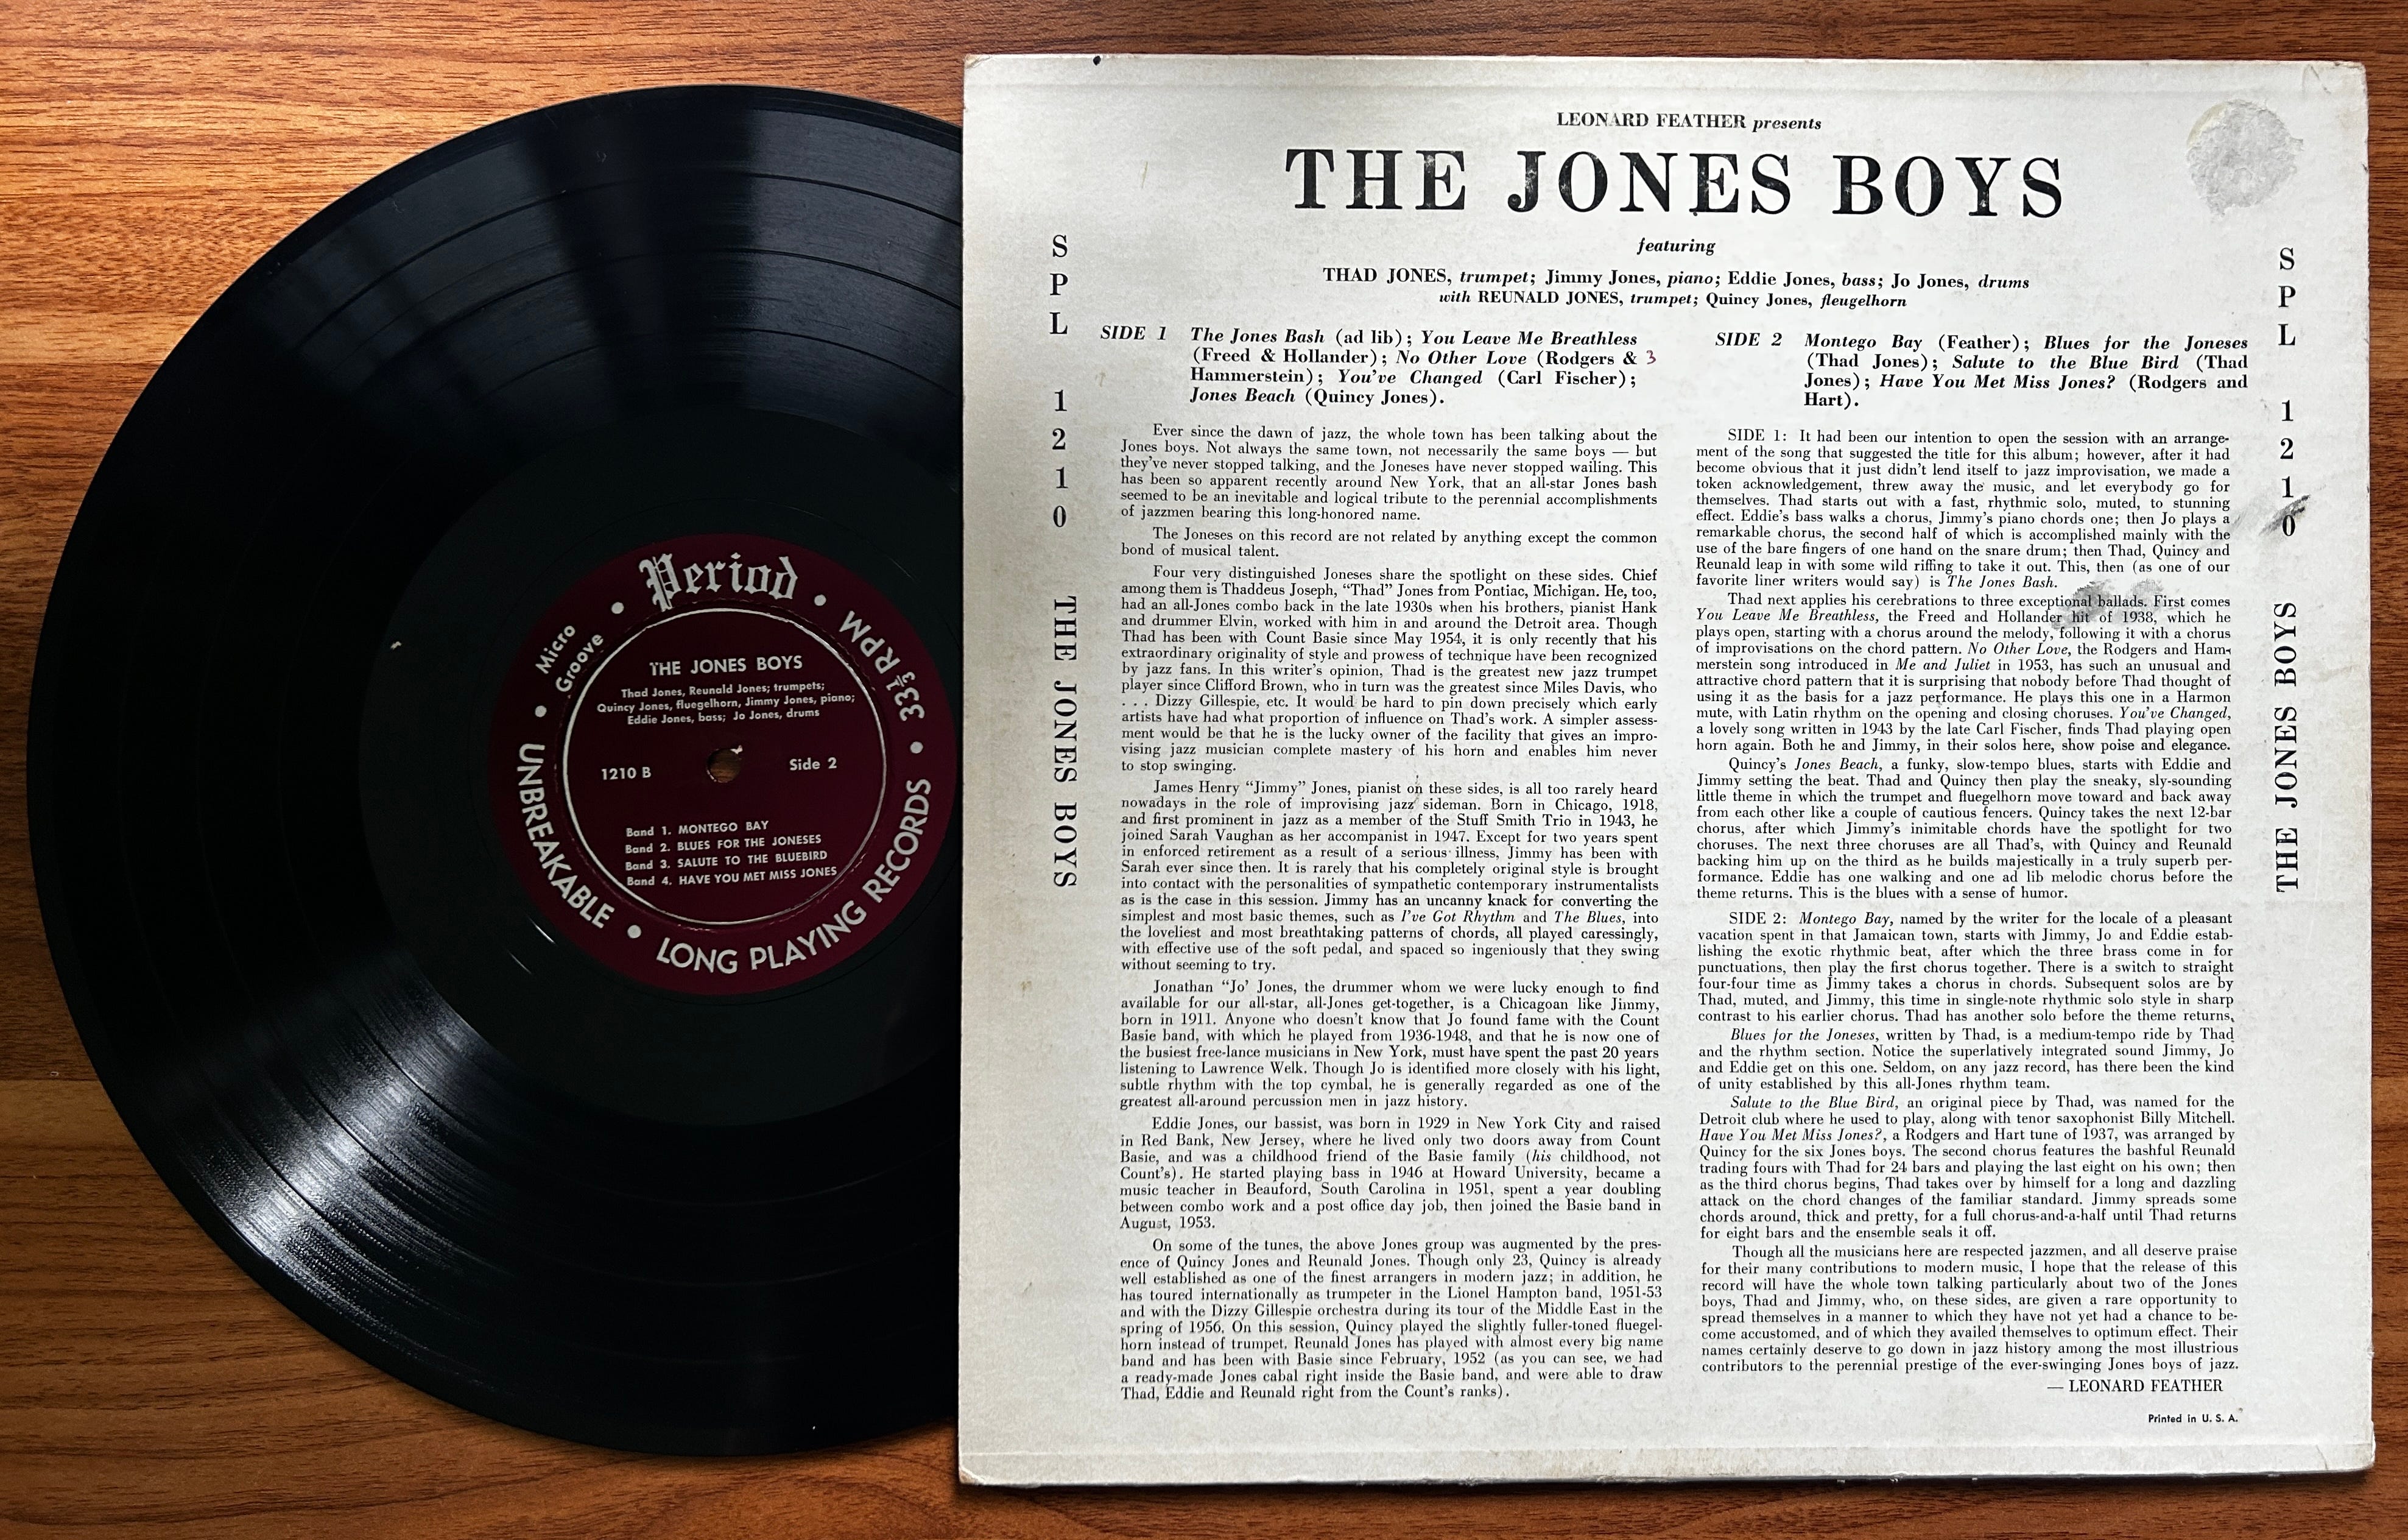 Period
Micro
Groove
33⅓ RPM
UNBREAKABLE
LONG PLAYING RECORDS
THE JONES BOYS
Thad Jones, Reunald Jones; trumpets;
Quincy Jones, fluegelhorn, Jimmy Jones, piano;
Eddie Jones, bass; Jo Jones, drums
1210 B
Side 2
Band 1. MONTEGO BAY
Band 2. BLUES FOR THE JONESES
Band 3. SALUTE TO THE BLUEBIRD
Band 4. HAVE YOU MET MISS JONES
LEONARD FEATHER presents
THE JONES BOYS
featuring
THAD JONES, trumpet; Jimmy Jones, piano; Eddie Jones, bass; Jo Jones, drums
with REUNALD JONES, trumpet; Quincy Jones, fleugelhorn
SPL 1210 THE JONES BOYS
SIDE 1 The Jones Bash (ad lib); You Leave Me Breathless
(Freed & Hollander); No Other Love (Rodgers & 3
Hammerstein); You've Changed (Carl Fischer);
Jones Beach (Quincy Jones).
Ever since the dawn of jazz, the whole town has been talking about the
Jones boys. Not always the same town, not necessarily the same boys — but
they've never stopped talking, and the Joneses have never stopped wailing. This
has been so apparent recently around New York, that an all-star Jones bash
seemed to be an inevitable and logical tribute to the perennial accomplishments
of jazzmen bearing this long-honored name.
The Joneses on this record are not related by anything except the common
bond of musical talent.
Four very distinguished Joneses share the spotlight on these sides. Chief
among them is Thaddeus Joseph, “Thad” Jones from Pontiac, Michigan. He, too,
had an all-Jones combo back in the late 1930s when his brothers, pianist Hank
and drummer Elvin, worked with him in and around the Detroit area. Though
Thad has been with Count Basie since May 1954, it is only recently that his
extraordinary originality of style and prowess of technique have been recognized
by jazz fans. In this writer's opinion, Thad is the greatest new jazz trumpet
player since Clifford Brown, who in turn was the greatest since Miles Davis, who
. . . Dizzy Gillespie, etc. It would be hard to pin down precisely which early
artists have had what proportion of influence on Thad's work. A simpler assess-
ment would be that he is the lucky owner of the facility that gives an impro-
vising jazz musician complete mastery of his horn and enables him never
to stop swinging.
James Henry “Jimmy” Jones, pianist on these sides, is all too rarely heard
nowadays in the role of improvising jazz sideman. Born in Chicago, 1918,
and first prominent in jazz as a member of the Stuff Smith Trio in 1943, he
joined Sarah Vaughan as her accompanist in 1947. Except for two years spent
in enforced retirement as a result of a serious illness, Jimmy has been with
Sarah ever since then. It is rarely that his completely original style is brought
into contact with the personalities of sympathetic contemporary instrumentalists
as is the case in this session. Jimmy has an uncanny knack for converting the
simplest and most basic themes, such as I've Got Rhythm and The Blues, into
the loveliest and most breathtaking patterns of chords, all played caressingly,
with effective use of the soft pedal, and spaced so ingeniously that they swing
without seeming to try.
Jonathan “Jo' Jones, the drummer whom we were lucky enough to find
available for our all-star, all-Jones get-together, is a Chicagoan like Jimmy,
born in 1911. Anyone who doesn't know that Jo found fame with the Count
Basie band, with which he played from 1936-1948, and that he is now one of
the busiest free-lance musicians in New York, must have spent the past 20 years
listening to Lawrence Welk. Though Jo is identified more closely with his light,
subtle rhythm with the top cymbal, he is generally regarded as one of the
greatest all-around percussion men in jazz history.
Eddie Jones, our bassist, was born in 1929 in New York City and raised
in Red Bank, New Jersey, where he lived only two doors away from Count
Basie, and was a childhood friend of the Basie family (his childhood, not
Count's). He started playing bass in 1946 at Howard University, became a
music teacher in Beauford, South Carolina in 1951, spent a year doubling
between combo work and a post office day job, then joined the Basie band in
August, 1953.
On some of the tunes, the above Jones group was augmented by the pres-
ence of Quincy Jones and Reunald Jones. Though only 23, Quincy is already
well established as one of the finest arrangers in modern jazz; in addition, he
has toured internationally as trumpeter in the Lionel Hampton band, 1951-53
and with the Dizzy Gillespie orchestra during its tour of the Middle East in the
spring of 1956. On this session, Quincy played the slightly fuller-toned fluegel-
horn instead of trumpet. Reunald Jones has played with almost every big name
band and has been with Basie since February, 1952 (as you can see, we had
a ready-made Jones cabal right inside the Basie band, and were able to draw
Thad, Eddie and Reunald right from the Count's ranks).
SIDE 2 Montego Bay (Feather); Blues for the Joneses
(Thad Jones); Salute to the Blue Bird (Thad
Jones); Have You Met Miss Jones? (Rodgers and
Hart).
SIDE 1: It had been our intention to open the session with an arrange-
ment of the song that suggested the title for this album; however, after it had
become obvious that it just didn't lend itself to jazz improvisation, we made a
token acknowledgement, threw away the music, and let everybody go for
themselves. Thad starts out with a fast, rhythmic solo, muted, to stunning
effect. Eddie's bass walks a chorus, Jimmy's piano chords one; then Jo plays a
remarkable chorus, the second half of which is accomplished mainly with the
use of the bare fingers of one hand on the snare drum; then Thad, Quincy and
Reunald leap in with some wild riffing to take it out. This, then (as one of our
favorite liner writers would say) is The Jones Bash.
Thad next applies his cerebrations to three exceptional ballads. First comes
You Leave Me Breathless, the Freed and Hollander hit of 1938, which he
plays open, starting with a chorus around the melody, following it with a chorus
of improvisations on the chord pattern. No Other Love, the Rodgers and Ham-
merstein song introduced in Me and Juliet in 1953, has such an unusual and
attractive chord pattern that it is surprising that nobody before Thad thought of
using it as the basis for a jazz performance. He plays this one in a Harmon
mute, with Latin rhythm on the opening and closing choruses. You've Changed,
a lovely song written in 1943 by the late Carl Fischer, finds Thad playing open
horn again. Both he and Jimmy, in their solos here, show poise and elegance.
Quincy's Jones Beach, a funky, slow-tempo blues, starts with Eddie and
Jimmy setting the beat. Thad and Quincy then play the sneaky, sly-sounding
little theme in which the trumpet and fluegelhorn move toward and back away
from each other like a couple of cautious fencers. Quincy takes the next 12-bar
chorus, after which Jimmy's inimitable chords have the spotlight for two
choruses. The next three choruses are all Thad's, with Quincy and Reunald
backing him up on the third as he builds majestically in a truly superb per-
formance. Eddie has one walking and one ad lib melodic chorus before the
theme returns. This is the blues with a sense of humor.
SIDE 2: Montego Bay, named by the writer for the locale of a pleasant
vacation spent in that Jamaican town, starts with Jimmy, Jo and Eddie estab-
lishing the exotic rhythmic beat, after which the three brass come in for
punctuations, then play the first chorus together. There is a switch to straight
four-four time as Jimmy takes a chorus in chords. Subsequent solos are by
Thad, muted, and Jimmy, this time in single-note rhythmic solo style in sharp
contrast to his earlier chorus. Thad has another solo before the theme returns.
Blues for the Joneses, written by Thad, is a medium-tempo ride by Thad
and the rhythm section. Notice the superlatively integrated sound Jimmy, Jo
and Eddie get on this one. Seldom, on any jazz record, has there been the kind
of unity established by this all-Jones rhythm team.
Salute to the Blue Bird, an original piece by Thad, was named for the
Detroit club where he used to play, along with tenor saxophonist Billy Mitchell.
Have You Met Miss Jones?, a Rodgers and Hart tune of 1937, was arranged by
Quincy for the six Jones boys. The second chorus features the bashful Reunald
trading fours with Thad for 24 bars and playing the last eight on his own; then
as the third chorus begins, Thad takes over by himself for a long and dazzling
attack on the chord changes of the familiar standard. Jimmy spreads some
chords around, thick and pretty, for a full chorus-and-a-half until Thad returns
for eight bars and the ensemble seals it off.
Though all the musicians here are respected jazzmen, and all deserve praise
for their many contributions to modern music, I hope that the release of this
record will have the whole town talking particularly about two of the Jones
boys, Thad and Jimmy, who, on these sides, are given a rare opportunity to
spread themselves in a manner to which they have not yet had a chance to be-
come accustomed, and of which they availed themselves to optimum effect. Their
names certainly deserve to go down in jazz history among the most illustrious
contributors to the perennial prestige of the ever-swinging Jones boys of jazz.
— LEONARD FEATHER
Printed in U. S. A.
SPL 1210 THE JONES BOYS